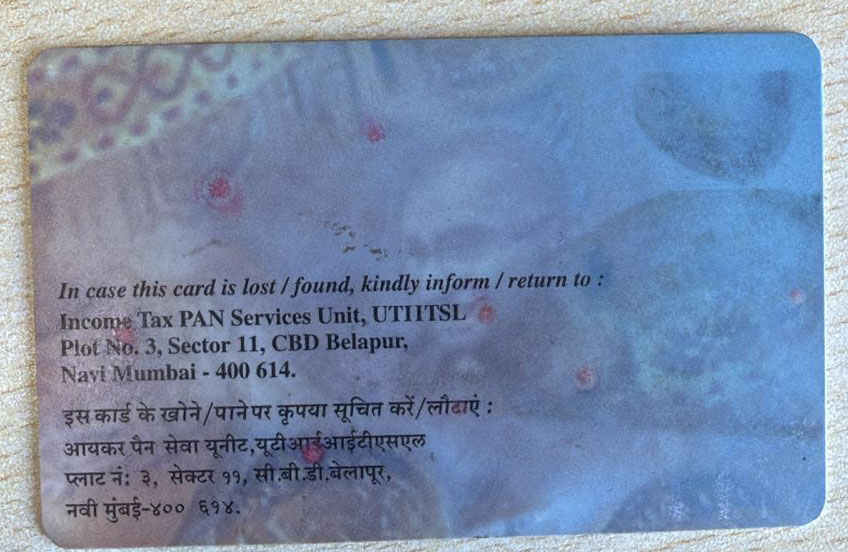 In case this card is lost / found, kindly inform / return to :
Income Tax PAN Services Unit, UTIITSL
Plot No. 3, Sector 11, CBD Belapur,
Navi Mumbai - 400 614.
इस कार्ड के खोने/पाने पर कृपया सूचित करें/लौटाएं :
आयकर पैन सेवा यूनीट,यूटीआईआईटीएसएल
प्लाट नं: ३, सेक्टर ११, सी.बी.डी.बेलापूर,
नवी मुंबई-४०० ६१४.